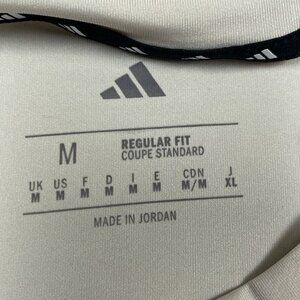 M
REGULAR FIT
COUPE STANDARD
UK US F D I E CDN J
M M M M M M M/M XL
MADE IN JORDAN